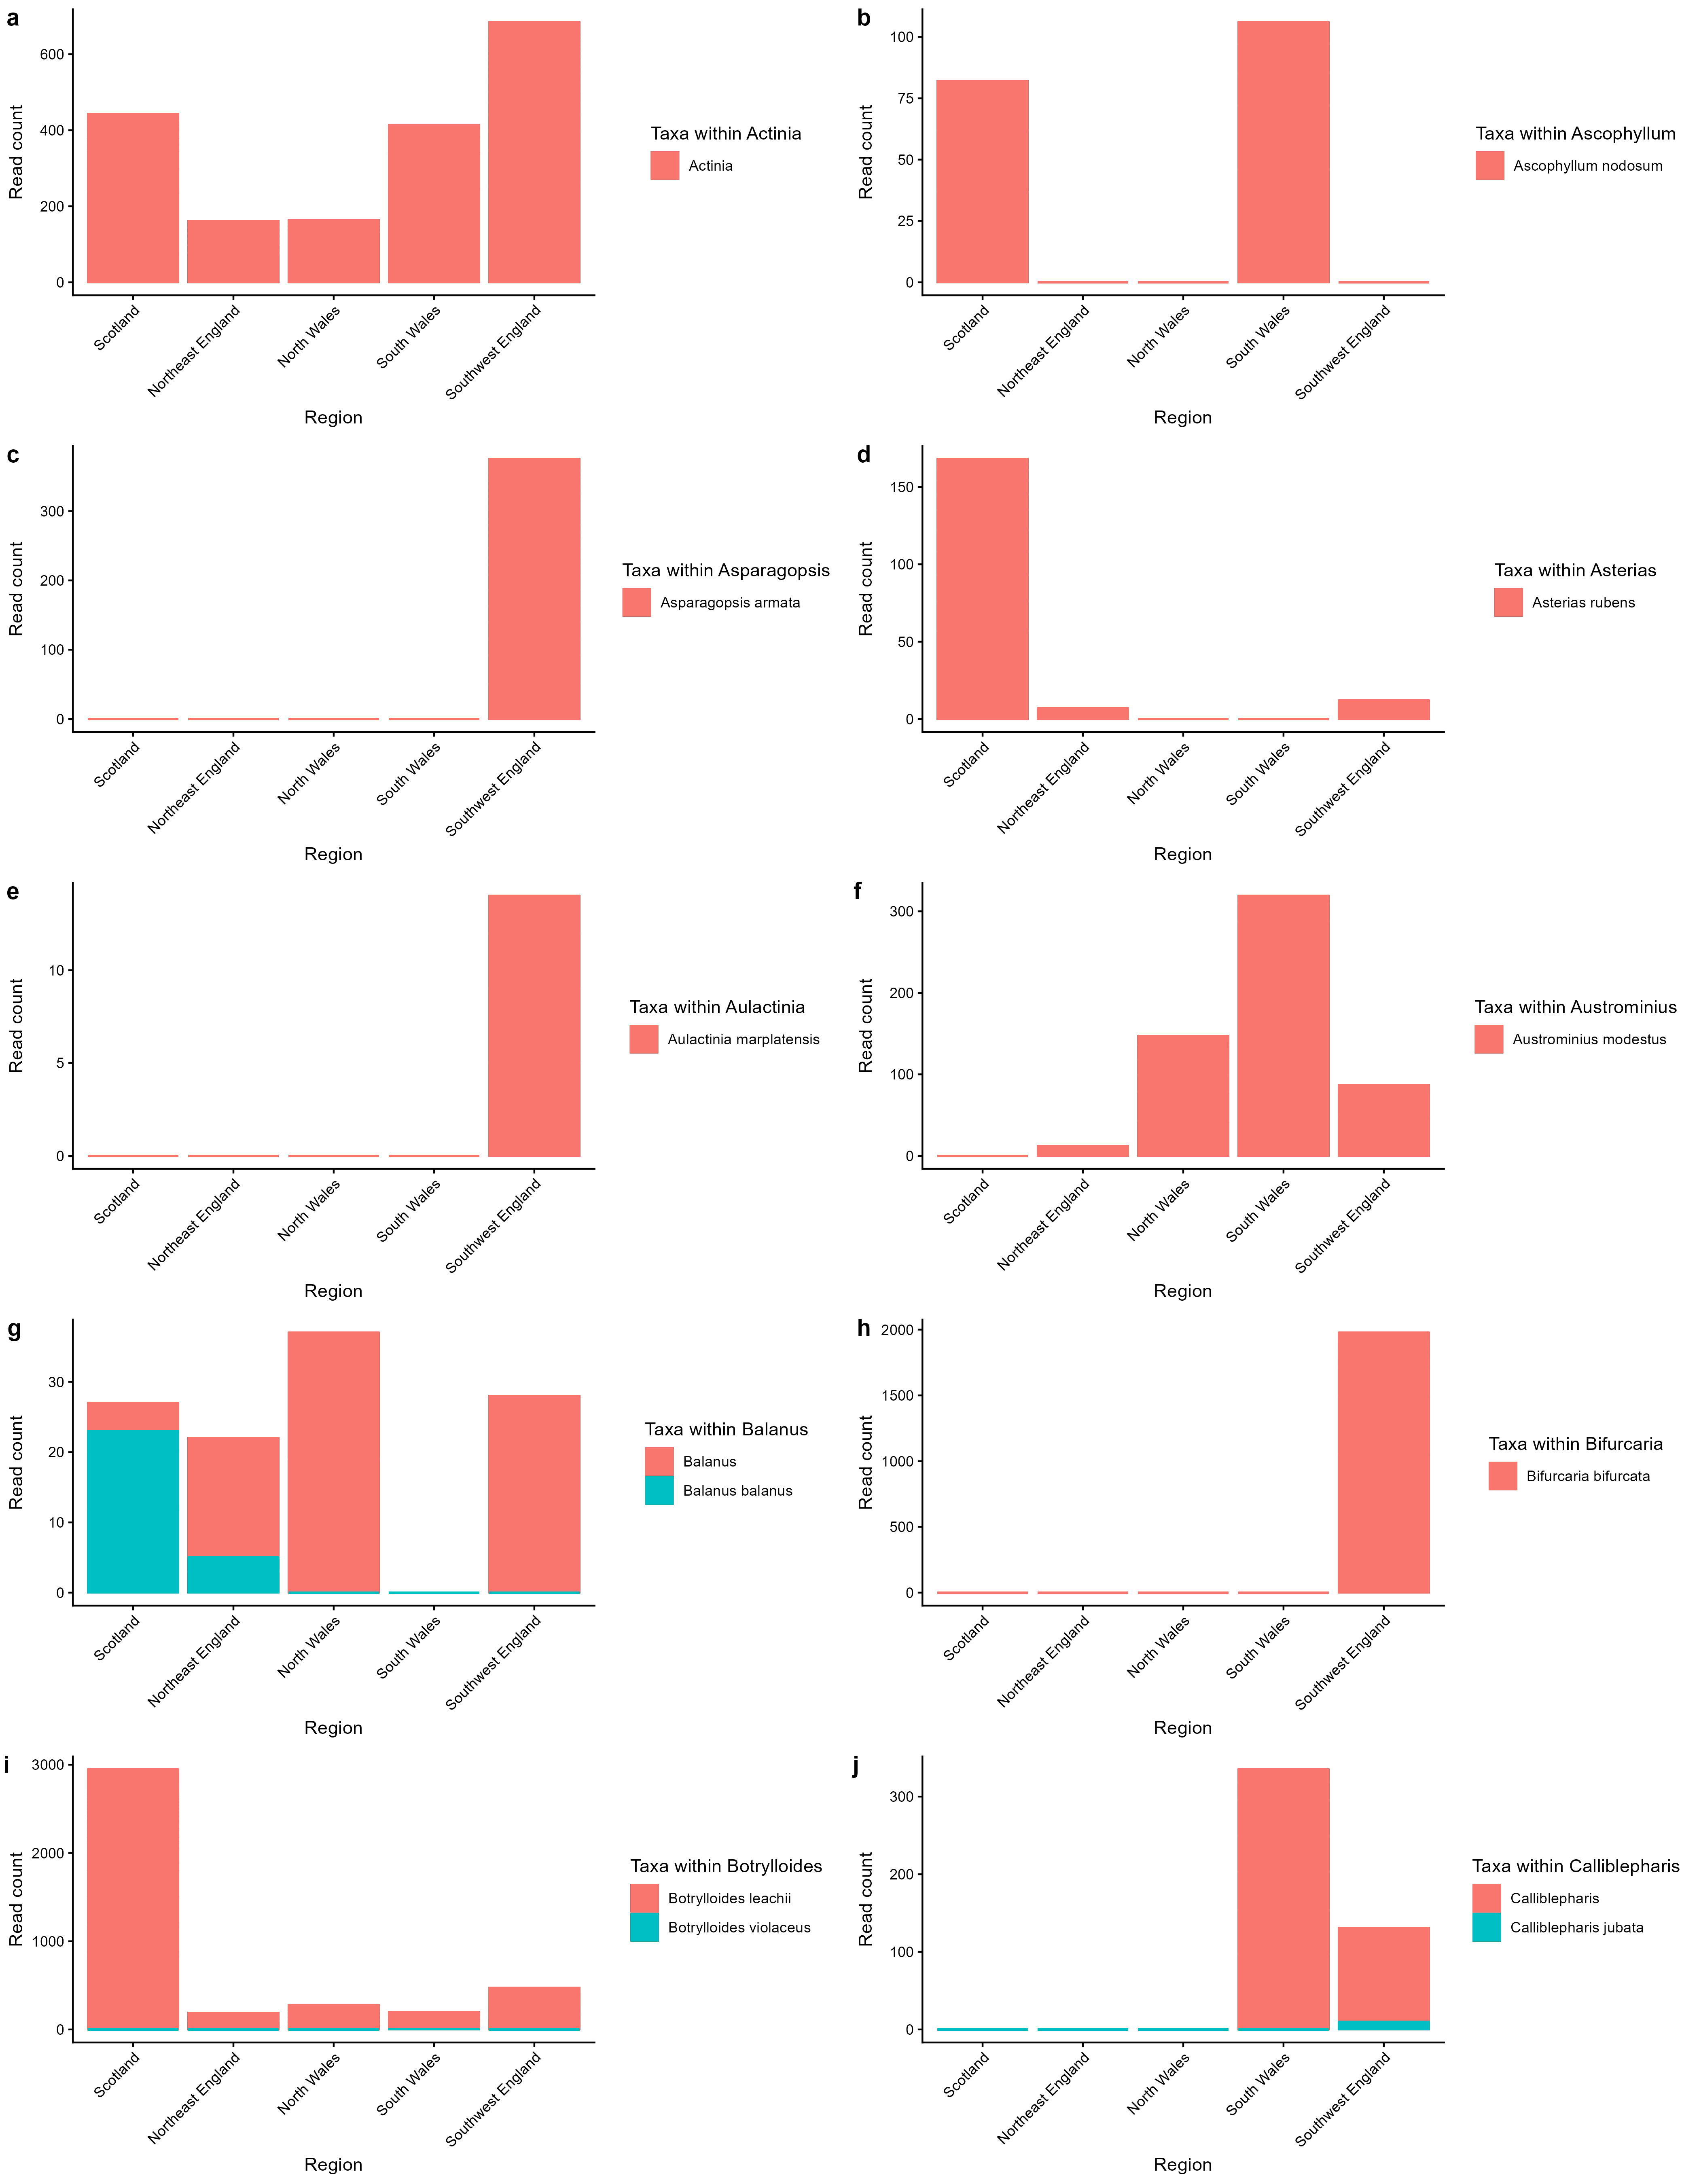 a
Read count
600
400
200
0
Scotland
Northeast England
North Wales
South Wales
Southwest England
Region
Taxa within Actinia
Actinia
b
Read count
100
75
50
25
0
Scotland
Northeast England
North Wales
South Wales
Southwest England
Region
Taxa within Ascophyllum
Ascophyllum nodosum
c
Read count
300
200
100
0
Scotland
Northeast England
North Wales
South Wales
Southwest England
Region
Taxa within Asparagopsis
Asparagopsis armata
d
Read count
150
100
50
0
Scotland
Northeast England
North Wales
South Wales
Southwest England
Region
Taxa within Asterias
Asterias rubens
e
Read count
10
5
0
Scotland
Northeast England
North Wales
South Wales
Southwest England
Region
Taxa within Aulactinia
Aulactinia marplatensis
f
Read count
300
200
100
0
Scotland
Northeast England
North Wales
South Wales
Southwest England
Region
Taxa within Austrominius
Austrominius modestus
g
Read count
30
20
10
0
Scotland
Northeast England
North Wales
South Wales
Southwest England
Region
Taxa within Balanus
Balanus
Balanus balanus
h
Read count
2000
1500
1000
500
0
Scotland
Northeast England
North Wales
South Wales
Southwest England
Region
Taxa within Bifurcaria
Bifurcaria bifurcata
i
Read count
3000
2000
1000
0
Scotland
Northeast England
North Wales
South Wales
Southwest England
Region
Taxa within Botrylloides
Botrylloides leachii
Botrylloides violaceus
j
Read count
300
200
100
0
Scotland
Northeast England
North Wales
South Wales
Southwest England
Region
Taxa within Calliblepharis
Calliblepharis
Calliblepharis jubata